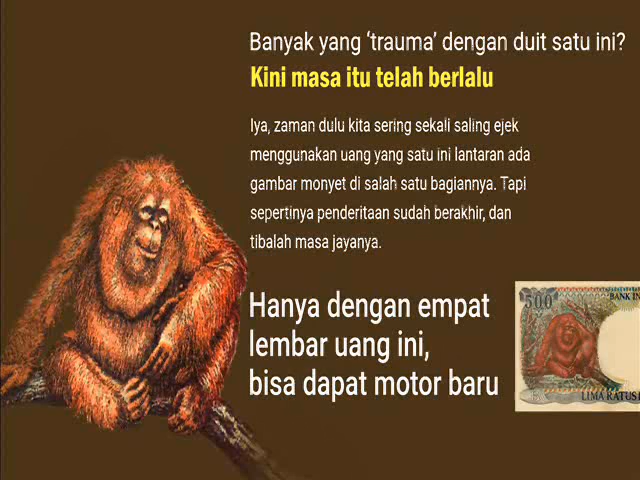 Banyak yang ‘trauma’ dengan duit satu ini?
Kini masa itu telah berlalu
Iya, zaman dulu kita sering sekali saling ejek
menggunakan uang yang satu ini lantaran ada
gambar monyet di salah satu bagiannya. Tapi
sepertinya penderitaan sudah berakhir, dan
tibalah masa jayanya.
Hanya dengan empat
lembar uang ini,
bisa dapat motor baru
500
BANK IN
LIMA RATUS